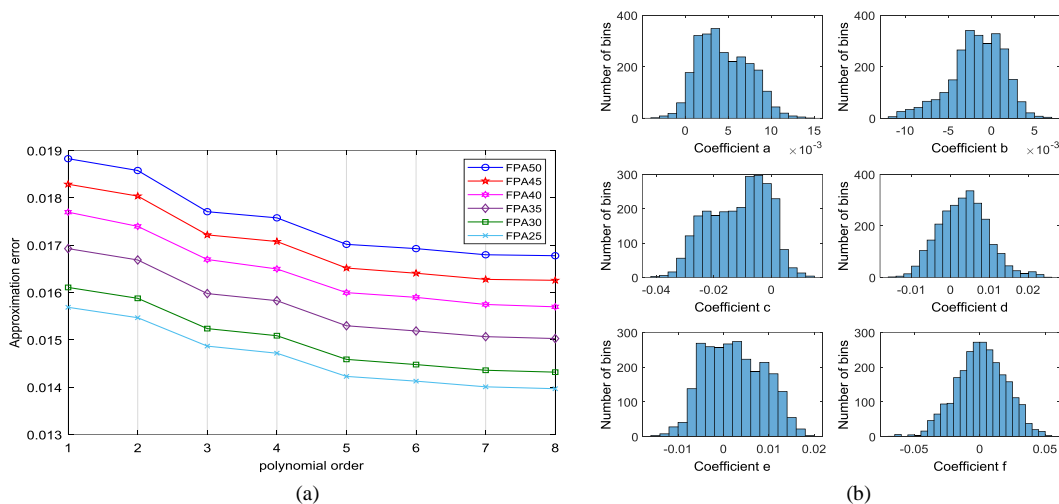 0.019
0.018
0.017
0.016
0.015
0.014
0.013
Approximation error
1 2 3 4 5 6 7 8
polynomial order
FPA50
FPA45
FPA40
FPA35
FPA30
FPA25
(a)
400
200
0
Number of bins
0 5 10 15
Coefficient a
×10⁻³
400
200
0
Number of bins
-10 -5 0 5
Coefficient b
×10⁻³
300
200
100
0
Number of bins
-0.04 -0.02 0
Coefficient c
400
200
0
Number of bins
-0.01 0 0.01 0.02
Coefficient d
300
200
100
0
Number of bins
-0.01 0 0.01 0.02
Coefficient e
300
200
100
0
Number of bins
-0.05 0 0.05
Coefficient f
(b)